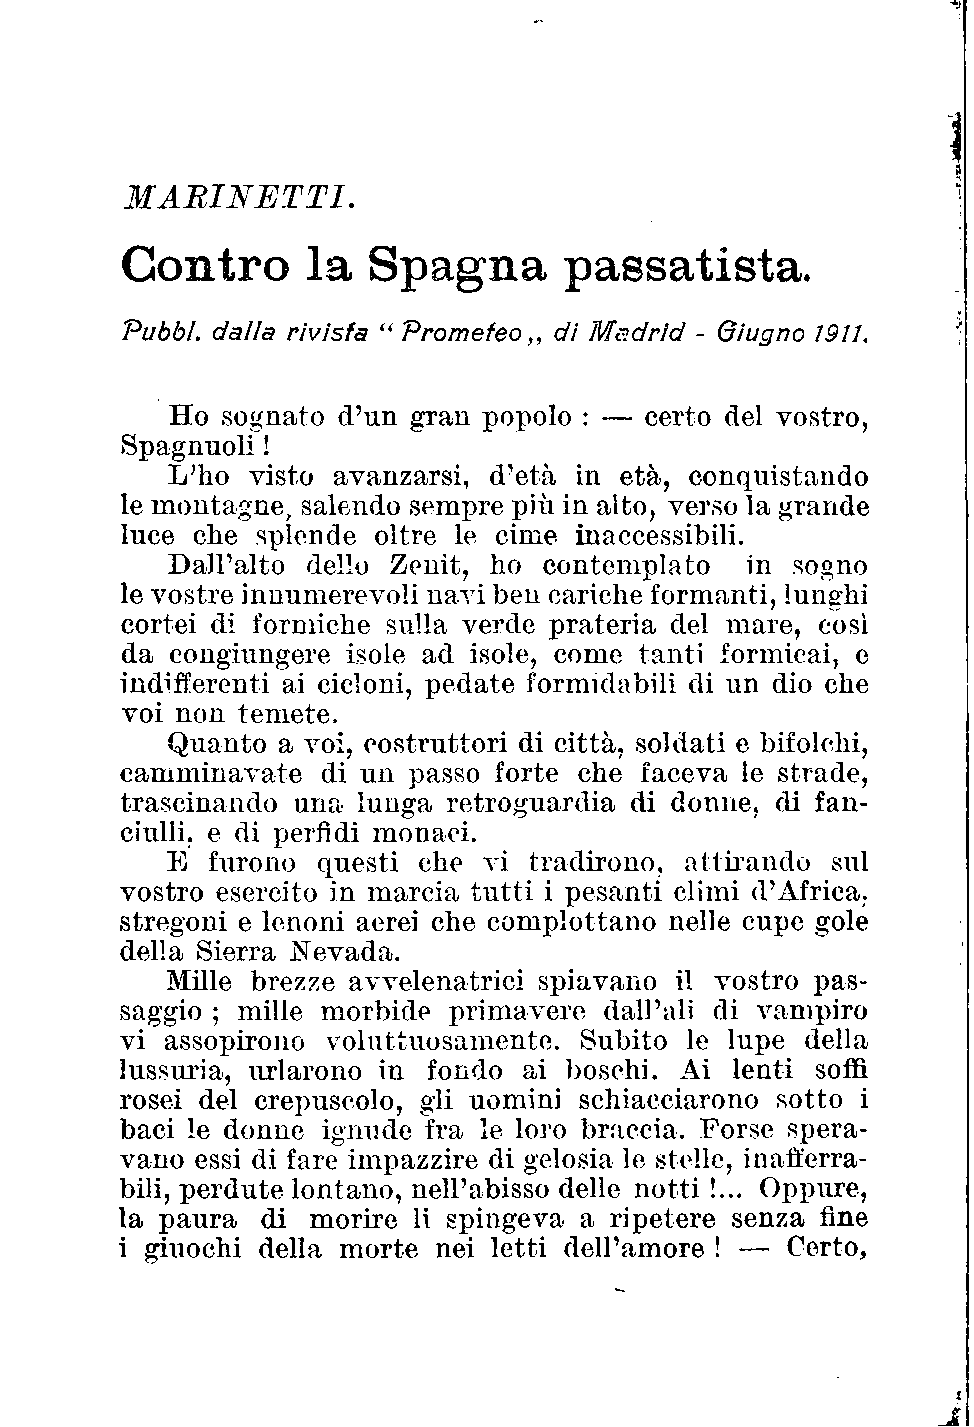 MARINETTI.
Contro la Spagna passatista.
Pubbl. dalla rivista “ Prometeo „ di Madrid - Giugno 1911.
Ho sognato d'un gran popolo : — certo del vostro,
Spagnuoli !
L'ho visto avanzarsi, d'età in età, conquistando
le montagne, salendo sempre più in alto, verso la grande
luce che splende oltre le cime inaccessibili.
Dall'alto dello Zenit, ho contemplato in sogno
le vostre innumerevoli navi ben cariche formanti, lunghi
cortei di formiche sulla verde prateria del mare, così
da congiungere isole ad isole, come tanti formicai, e
indifferenti ai cicloni, pedate formidabili di un dio che
voi non temete.
Quanto a voi, costruttori di città, soldati e bifolchi,
camminavate di un passo forte che faceva le strade,
trascinando una lunga retroguardia di donne, di fan-
ciulli, e di perfidi monaci.
E furono questi che vi tradirono, attirando sul
vostro esercito in marcia tutti i pesanti climi d'Africa,
stregoni e lenoni aerei che complottano nelle cupe gole
della Sierra Nevada.
Mille brezze avvelenatrici spiavano il vostro pas-
saggio ; mille morbide primavere dall'ali di vampiro
vi assopirono voluttuosamente. Subito le lupe della
lussuria, urlarono in fondo ai boschi. Ai lenti soffi
rosei del crepuscolo, gli uomini schiacciarono sotto i
baci le donne ignude fra le loro braccia. Forse spera-
vano essi di fare impazzire di gelosia le stelle, inafferra-
bili, perdute lontano, nell'abisso delle notti !... Oppure,
la paura di morire li spingeva a ripetere senza fine
i giuochi della morte nei letti dell'amore ! — Certo,